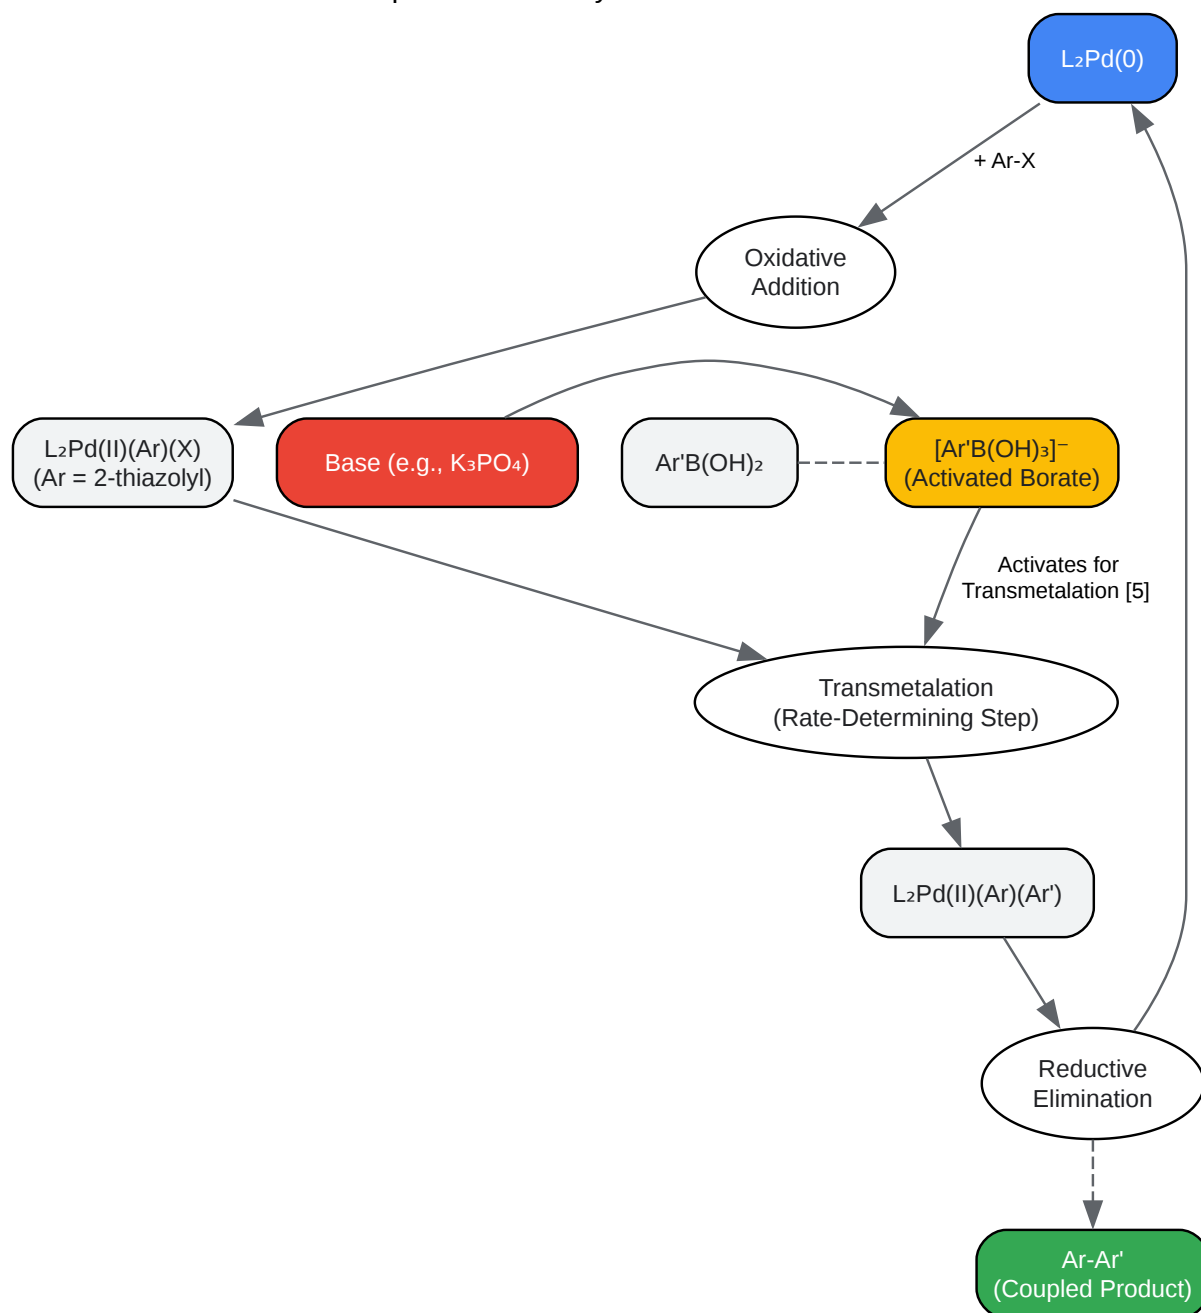 L₂Pd(0)
+ Ar-X
Oxidative
Addition
L₂Pd(II)(Ar)(X)
(Ar = 2-thiazolyl)
Base (e.g., K₃PO₄)
Ar'B(OH)₂
[Ar'B(OH)₃]⁻
(Activated Borate)
Activates for
Transmetalation [5]
Transmetalation
(Rate-Determining Step)
L₂Pd(II)(Ar)(Ar')
Reductive
Elimination
Ar-Ar'
(Coupled Product)